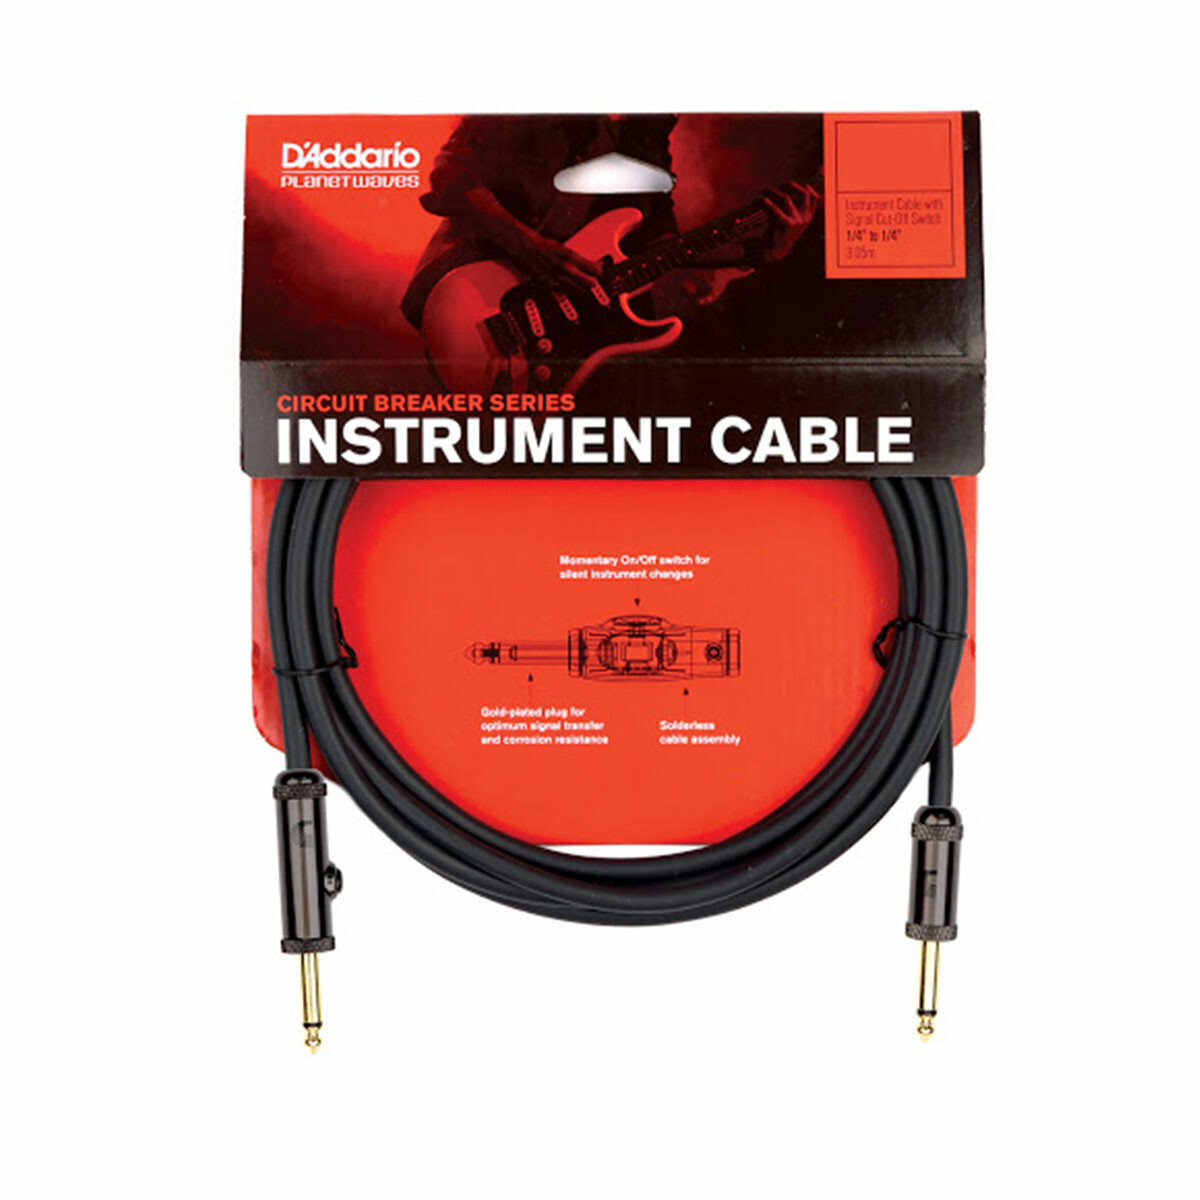 D'Addario
PLANET WAVES
Instrument Cable with
Signal Cut-Off Switch
1/4" to 1/4"
3.05m
CIRCUIT BREAKER SERIES
INSTRUMENT CABLE
Momentary On/Off switch for
silent instrument changes
Gold-plated plug for
optimum signal transfer
and corrosion resistance
Solderless
cable assembly